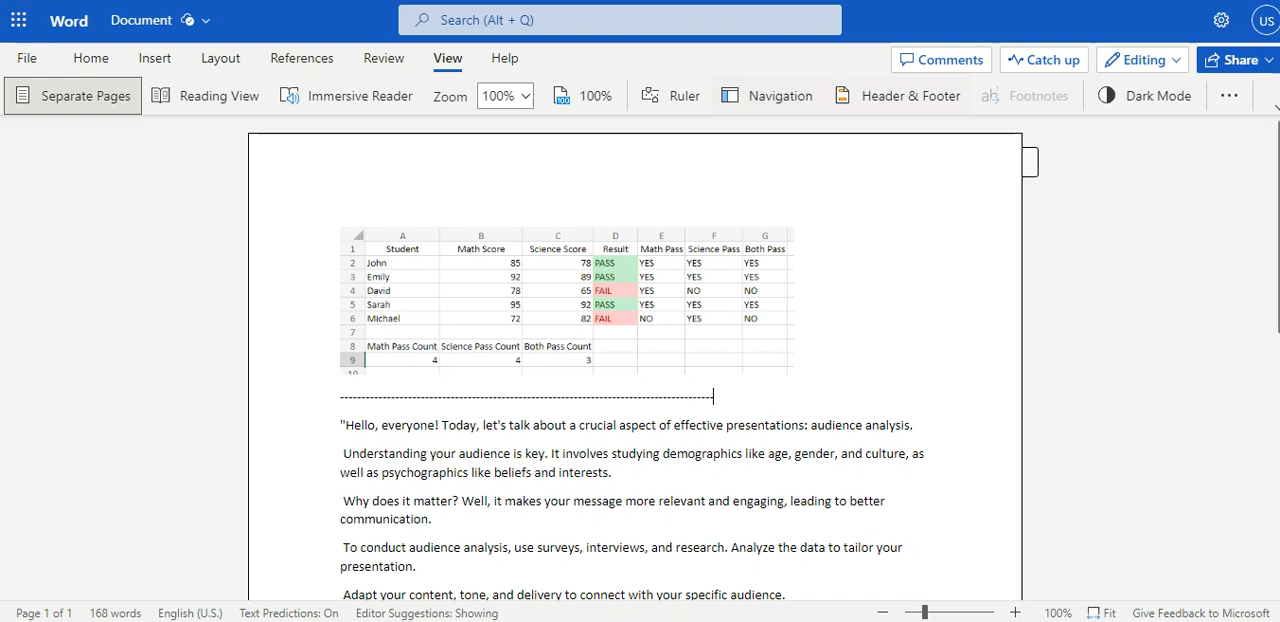 Word Document Search (Alt + Q) US
File Home Insert Layout References Review View Help Comments Catch up Editing Share
Separate Pages Reading View Immersive Reader Zoom 100% 100% Ruler Navigation Header & Footer ab Footnotes Dark Mode ...
A B C D E F G
1 Student Math Score Science Score Result Math Pass Science Pass Both Pass
2 John 85 78 PASS YES YES YES
3 Emily 92 89 PASS YES YES YES
4 David 78 65 FAIL YES NO NO
5 Sarah 95 92 PASS YES YES YES
6 Michael 72 82 FAIL NO YES NO
7
8 Math Pass Count Science Pass Count Both Pass Count
9 4 4 3
10
"Hello, everyone! Today, let's talk about a crucial aspect of effective presentations: audience analysis.
Understanding your audience is key. It involves studying demographics like age, gender, and culture, as
well as psychographics like beliefs and interests.
Why does it matter? Well, it makes your message more relevant and engaging, leading to better
communication.
To conduct audience analysis, use surveys, interviews, and research. Analyze the data to tailor your
presentation.
Adapt your content, tone, and delivery to connect with your specific audience.
Page 1 of 1 168 words English (U.S.) Text Predictions: On Editor Suggestions: Showing 100% Fit Give Feedback to Microsoft